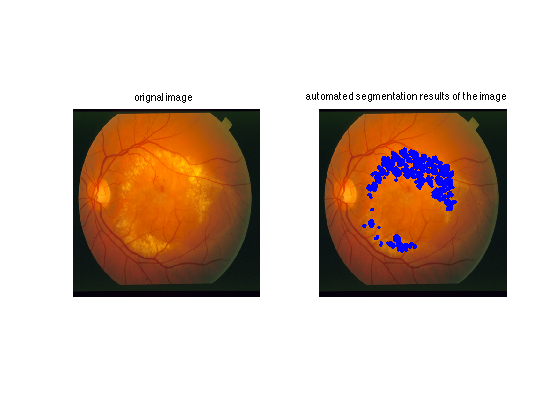 orignal image
automated segmentation results of the image